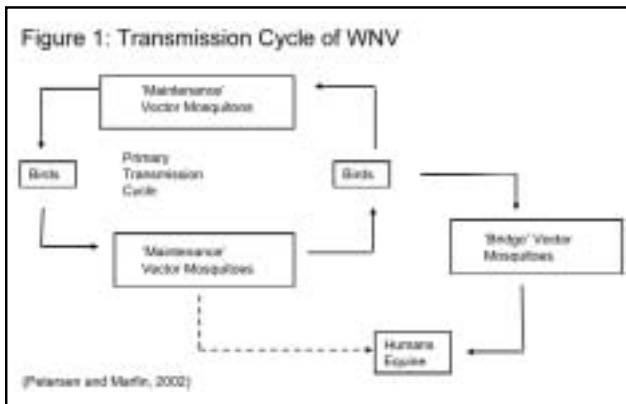 Figure 1: Transmission Cycle of WNV
'Maintenance'
Vector Mosquitoes
Birds
Primary
Transmission
Cycle
Birds
'Maintenance'
Vector Mosquitoes
'Bridge' Vector
Mosquitoes
Humans
Equine
(Petersen and Marfin, 2002)